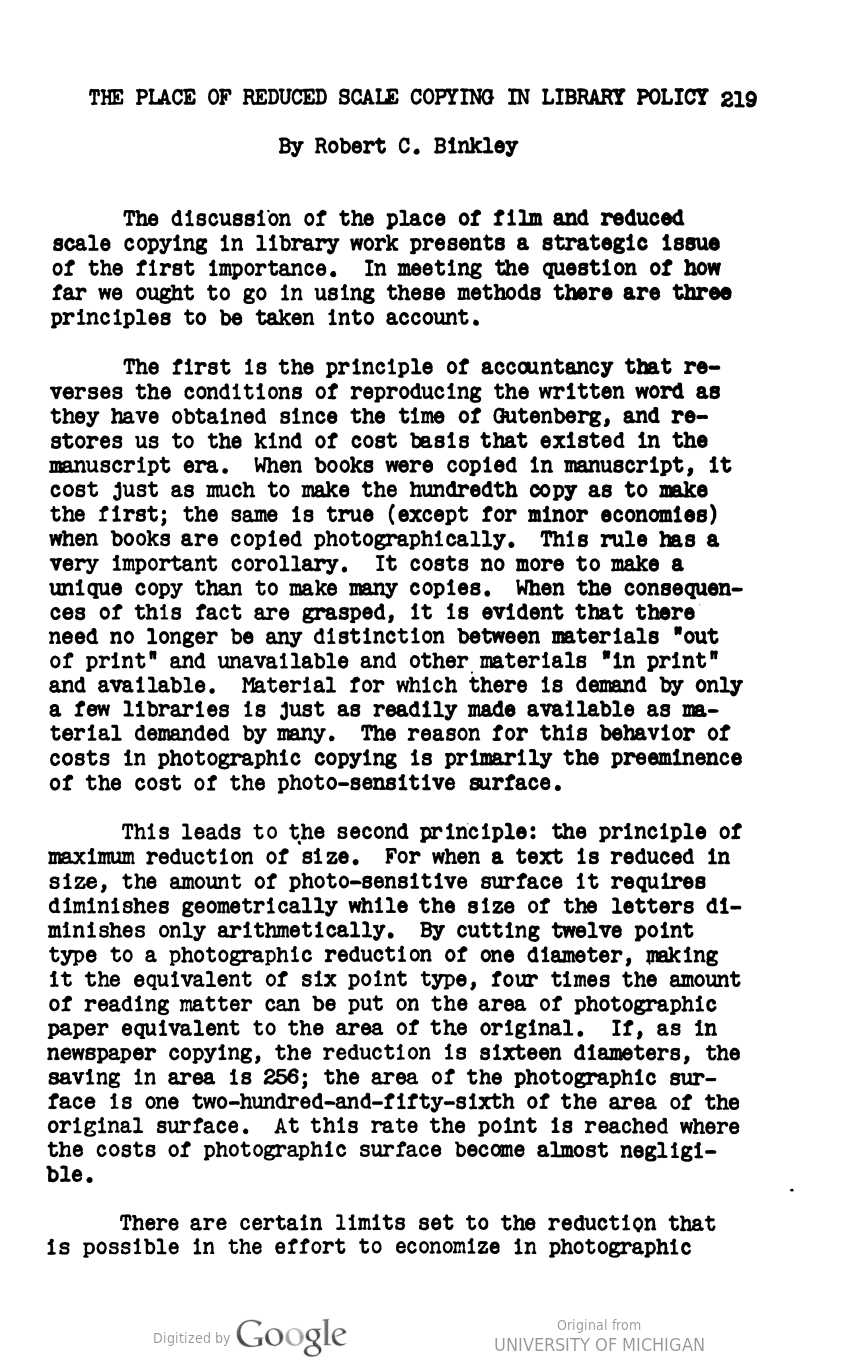 THE PLACE OF REDUCED SCALE COPYING IN LIBRARY POLICY 219
By Robert C. Binkley
The discussion of the place of film and reduced
scale copying in library work presents a strategic issue
of the first importance. In meeting the question of how
far we ought to go in using these methods there are three
principles to be taken into account.
The first is the principle of accountancy that re-
verses the conditions of reproducing the written word as
they have obtained since the time of Gutenberg, and re-
stores us to the kind of cost basis that existed in the
manuscript era. When books were copied in manuscript, it
cost just as much to make the hundredth copy as to make
the first; the same is true (except for minor economies)
when books are copied photographically. This rule has a
very important corollary. It costs no more to make a
unique copy than to make many copies. When the consequen-
ces of this fact are grasped, it is evident that there
need no longer be any distinction between materials "out
of print" and unavailable and other materials "in print"
and available. Material for which there is demand by only
a few libraries is just as readily made available as ma-
terial demanded by many. The reason for this behavior of
costs in photographic copying is primarily the preeminence
of the cost of the photo-sensitive surface.
This leads to the second principle: the principle of
maximum reduction of size. For when a text is reduced in
size, the amount of photo-sensitive surface it requires
diminishes geometrically while the size of the letters di-
minishes only arithmetically. By cutting twelve point
type to a photographic reduction of one diameter, making
it the equivalent of six point type, four times the amount
of reading matter can be put on the area of photographic
paper equivalent to the area of the original. If, as in
newspaper copying, the reduction is sixteen diameters, the
saving in area is 256; the area of the photographic sur-
face is one two-hundred-and-fifty-sixth of the area of the
original surface. At this rate the point is reached where
the costs of photographic surface become almost negligi-
ble.
There are certain limits set to the reduction that
is possible in the effort to economize in photographic
Digitized by Google
Original from
UNIVERSITY OF MICHIGAN